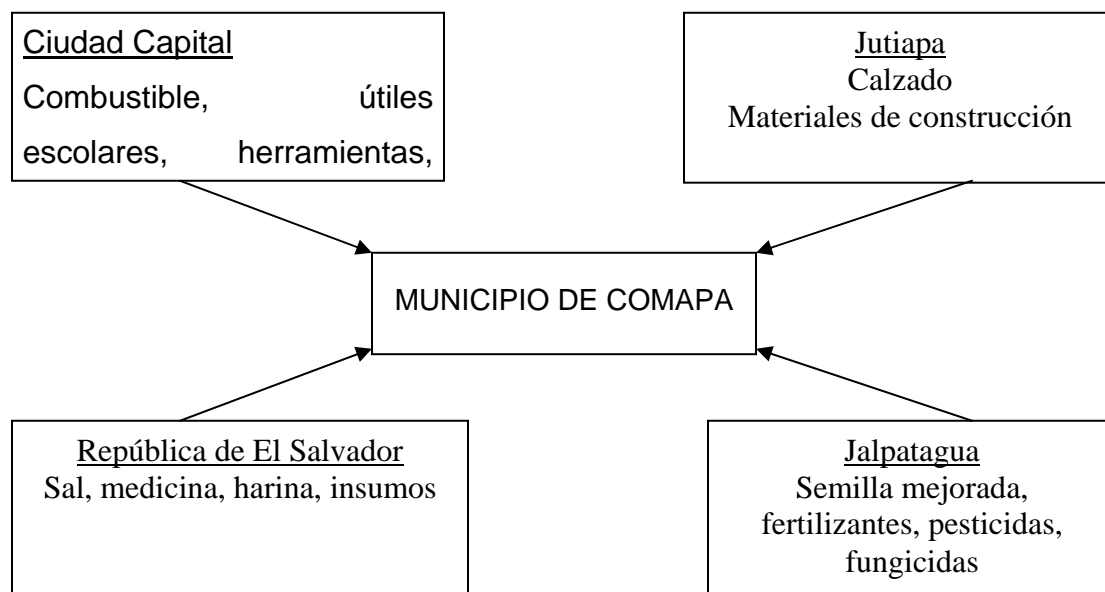 Ciudad Capital
Combustible, útiles
escolares, herramientas,
Jutiapa
Calzado
Materiales de construcción
MUNICIPIO DE COMAPA
República de El Salvador
Sal, medicina, harina, insumos
Jalpatagua
Semilla mejorada,
fertilizantes, pesticidas,
fungicidas